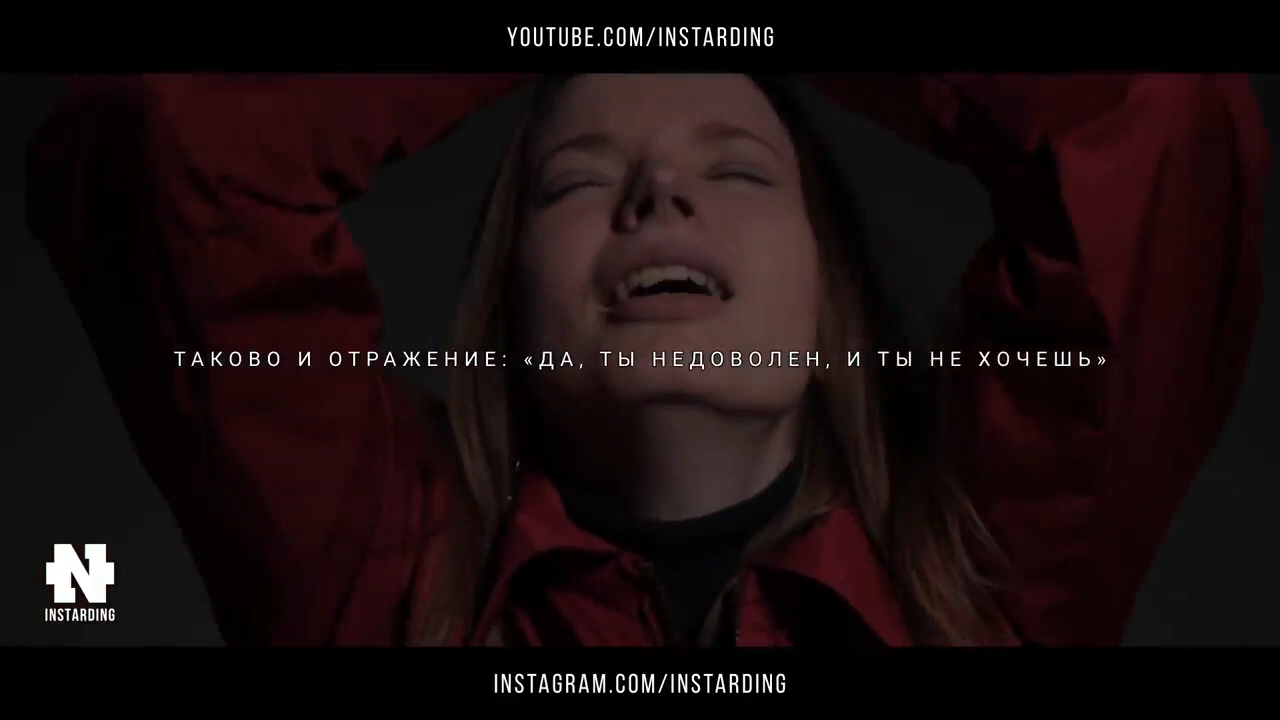 YOUTUBE.COM/INSTARDING
ТАКОВО И ОТРАЖЕНИЕ: «ДА, ТЫ НЕДОВОЛЕН, И ТЫ НЕ ХОЧЕШЬ»
N
INSTARDING
INSTAGRAM.COM/INSTARDING